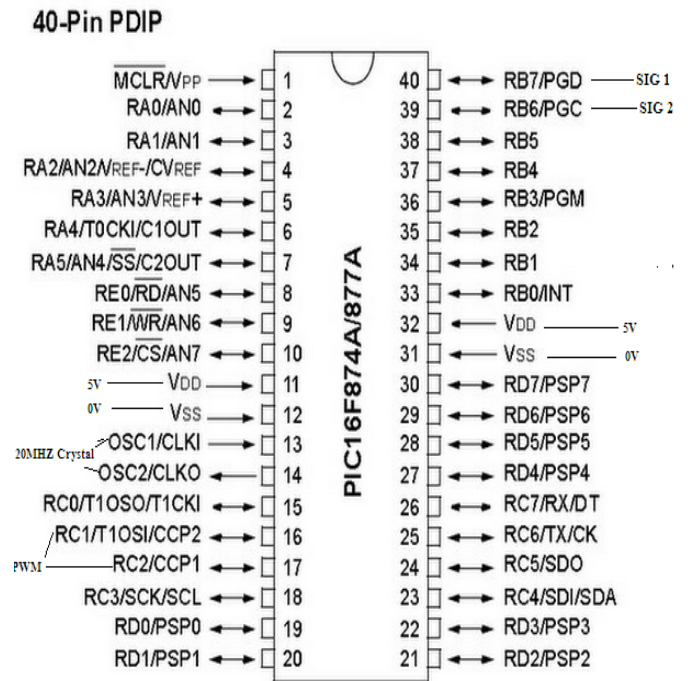 40-Pin PDIP
MCLR/VPP 1 40 RB7/PGD SIG 1
RA0/AN0 2 39 RB6/PGC SIG 2
RA1/AN1 3 38 RB5
RA2/AN2/VREF-/CVREF 4 37 RB4
RA3/AN3/VREF+ 5 36 RB3/PGM
RA4/T0CKI/C1OUT 6 35 RB2
RA5/AN4/SS/C2OUT 7 34 RB1
RE0/RD/AN5 8 33 RB0/INT
RE1/WR/AN6 9 32 VDD 5V
RE2/CS/AN7 10 31 VSS 0V
5V VDD 11 30 RD7/PSP7
0V VSS 12 29 RD6/PSP6
OSC1/CLKI 13 28 RD5/PSP5
20MHZ Crystal
OSC2/CLKO 14 27 RD4/PSP4
RC0/T1OSO/T1CKI 15 26 RC7/RX/DT
RC1/T1OSI/CCP2 16 25 RC6/TX/CK
PWM RC2/CCP1 17 24 RC5/SDO
RC3/SCK/SCL 18 23 RC4/SDI/SDA
RD0/PSP0 19 22 RD3/PSP3
RD1/PSP1 20 21 RD2/PSP2
PIC16F874A/877A